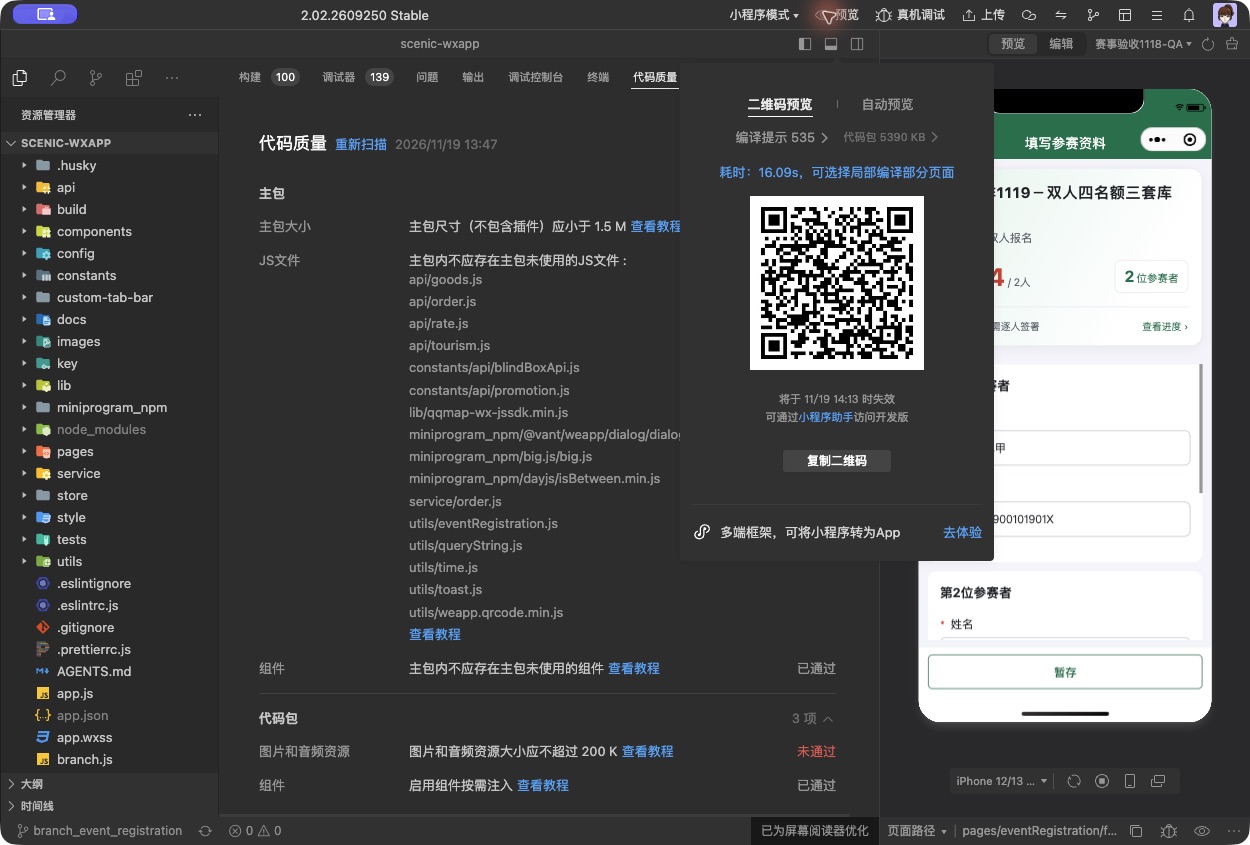 2.02.2609250 Stable
小程序模式
预览
真机调试
上传
scenic-wxapp
预览
编辑
赛事验收1118-QA
构建 100
调试器 139
问题
输出
调试控制台
终端
代码质量
资源管理器
SCENIC-WXAPP
.husky
api
build
components
config
constants
custom-tab-bar
docs
images
key
lib
miniprogram_npm
node_modules
pages
service
store
style
tests
utils
.eslintignore
.eslintrc.js
.gitignore
.prettierrc.js
AGENTS.md
app.js
app.json
app.wxss
branch.js
大纲
时间线
代码质量 重新扫描 2026/11/19 13:47
主包
主包大小 主包尺寸（不包含插件）应小于 1.5 M 查看教程
JS文件 主包内不应存在主包未使用的JS文件：
api/goods.js
api/order.js
api/rate.js
api/tourism.js
constants/api/blindBoxApi.js
constants/api/promotion.js
lib/qqmap-wx-jssdk.min.js
miniprogram_npm/@vant/weapp/dialog/dialog
miniprogram_npm/big.js/big.js
miniprogram_npm/dayjs/isBetween.min.js
service/order.js
utils/eventRegistration.js
utils/queryString.js
utils/time.js
utils/toast.js
utils/weapp.qrcode.min.js
查看教程
组件 主包内不应存在主包未使用的组件 查看教程 已通过
代码包 3 项
图片和音频资源 图片和音频资源大小应不超过 200 K 查看教程 未通过
组件 启用组件按需注入 查看教程 已通过
二维码预览
自动预览
编译提示 535
代码包 5390 KB
耗时：16.09s，可选择局部编译部分页面
将于 11/19 14:13 时失效
可通过小程序助手访问开发版
复制二维码
多端框架，可将小程序转为App 去体验
填写参赛资料
1119－双人四名额三套库
双人报名
4 / 2人
2位参赛者
需逐人签署
查看进度 ›
者
甲
900101901X
第2位参赛者
* 姓名
暂存
iPhone 12/13 ...
branch_event_registration
0
0
已为屏幕阅读器优化
页面路径
pages/eventRegistration/f...